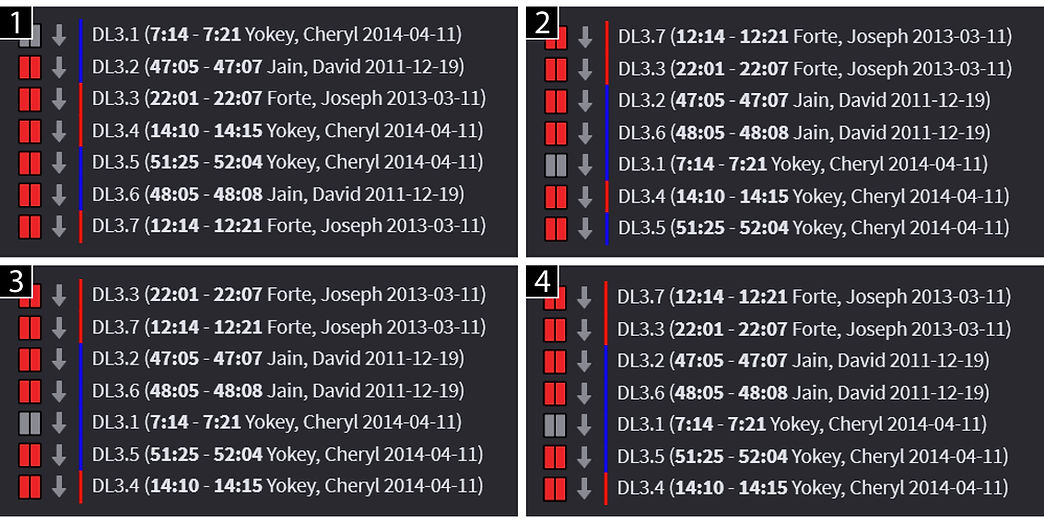 1
DL3.1 (7:14 - 7:21 Yokey, Cheryl 2014-04-11)
DL3.2 (47:05 - 47:07 Jain, David 2011-12-19)
DL3.3 (22:01 - 22:07 Forte, Joseph 2013-03-11)
DL3.4 (14:10 - 14:15 Yokey, Cheryl 2014-04-11)
DL3.5 (51:25 - 52:04 Yokey, Cheryl 2014-04-11)
DL3.6 (48:05 - 48:08 Jain, David 2011-12-19)
DL3.7 (12:14 - 12:21 Forte, Joseph 2013-03-11)
2
DL3.7 (12:14 - 12:21 Forte, Joseph 2013-03-11)
DL3.3 (22:01 - 22:07 Forte, Joseph 2013-03-11)
DL3.2 (47:05 - 47:07 Jain, David 2011-12-19)
DL3.6 (48:05 - 48:08 Jain, David 2011-12-19)
DL3.1 (7:14 - 7:21 Yokey, Cheryl 2014-04-11)
DL3.4 (14:10 - 14:15 Yokey, Cheryl 2014-04-11)
DL3.5 (51:25 - 52:04 Yokey, Cheryl 2014-04-11)
3
DL3.3 (22:01 - 22:07 Forte, Joseph 2013-03-11)
DL3.7 (12:14 - 12:21 Forte, Joseph 2013-03-11)
DL3.2 (47:05 - 47:07 Jain, David 2011-12-19)
DL3.6 (48:05 - 48:08 Jain, David 2011-12-19)
DL3.1 (7:14 - 7:21 Yokey, Cheryl 2014-04-11)
DL3.5 (51:25 - 52:04 Yokey, Cheryl 2014-04-11)
DL3.4 (14:10 - 14:15 Yokey, Cheryl 2014-04-11)
4
DL3.7 (12:14 - 12:21 Forte, Joseph 2013-03-11)
DL3.3 (22:01 - 22:07 Forte, Joseph 2013-03-11)
DL3.2 (47:05 - 47:07 Jain, David 2011-12-19)
DL3.6 (48:05 - 48:08 Jain, David 2011-12-19)
DL3.1 (7:14 - 7:21 Yokey, Cheryl 2014-04-11)
DL3.5 (51:25 - 52:04 Yokey, Cheryl 2014-04-11)
DL3.4 (14:10 - 14:15 Yokey, Cheryl 2014-04-11)